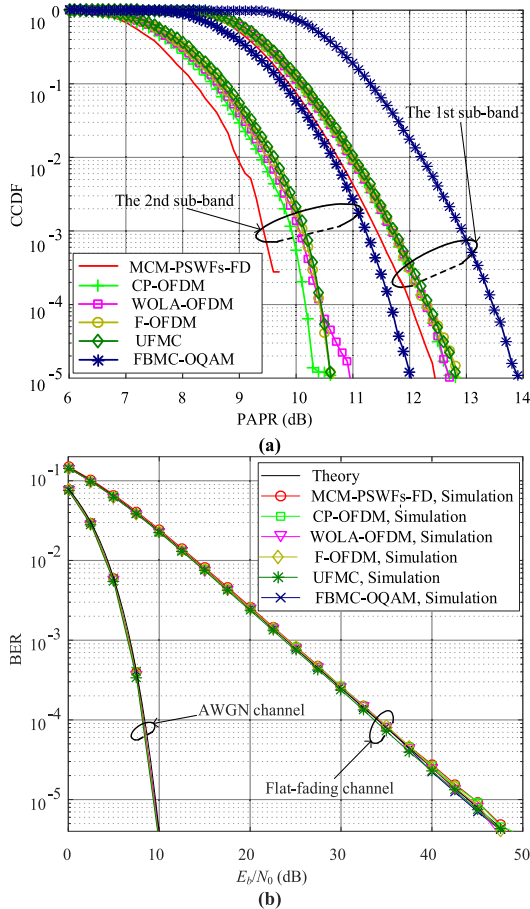 10^0
10^-1
10^-2
10^-3
10^-4
10^-5
CCDF
The 1st sub-band
The 2nd sub-band
MCM-PSWFs-FD
CP-OFDM
WOLA-OFDM
F-OFDM
UFMC
FBMC-OQAM
6 7 8 9 10 11 12 13 14
PAPR (dB)
(a)
10^-1
10^-2
10^-3
10^-4
10^-5
BER
Theory
MCM-PSWFs-FD, Simulation
CP-OFDM, Simulation
WOLA-OFDM, Simulation
F-OFDM, Simulation
UFMC, Simulation
FBMC-OQAM, Simulation
AWGN channel
Flat-fading channel
0 10 20 30 40 50
E_b/N_0 (dB)
(b)